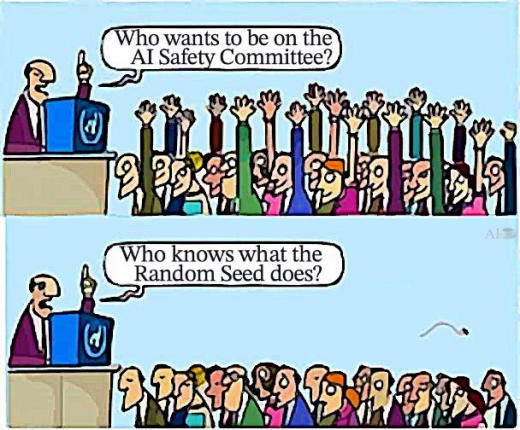 Who wants to be on the
AI Safety Committee?
Who knows what the
Random Seed does?